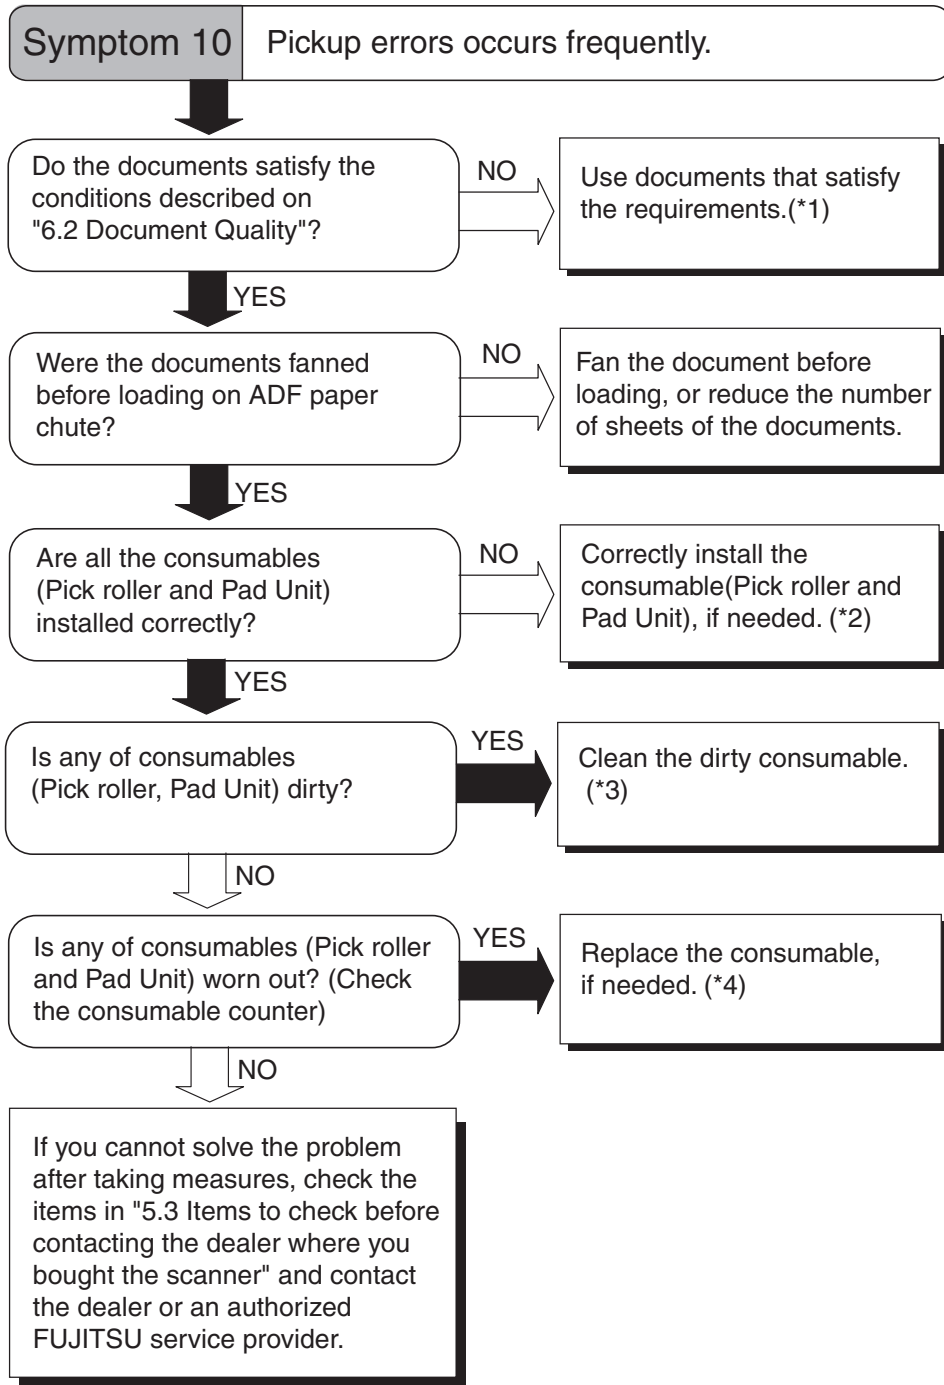 Symptom 10
Pickup errors occurs frequently.
Do the documents satisfy the
conditions described on
"6.2 Document Quality"?
NO
Use documents that satisfy
the requirements.(*1)
YES
Were the documents fanned
before loading on ADF paper
chute?
NO
Fan the document before
loading, or reduce the number
of sheets of the documents.
YES
Are all the consumables
(Pick roller and Pad Unit)
installed correctly?
NO
Correctly install the
consumable(Pick roller and
Pad Unit), if needed. (*2)
YES
Is any of consumables
(Pick roller, Pad Unit) dirty?
YES
Clean the dirty consumable.
(*3)
NO
Is any of consumables (Pick roller
and Pad Unit) worn out? (Check
the consumable counter)
YES
Replace the consumable,
if needed. (*4)
NO
If you cannot solve the problem
after taking measures, check the
items in "5.3 Items to check before
contacting the dealer where you
bought the scanner" and contact
the dealer or an authorized
FUJITSU service provider.